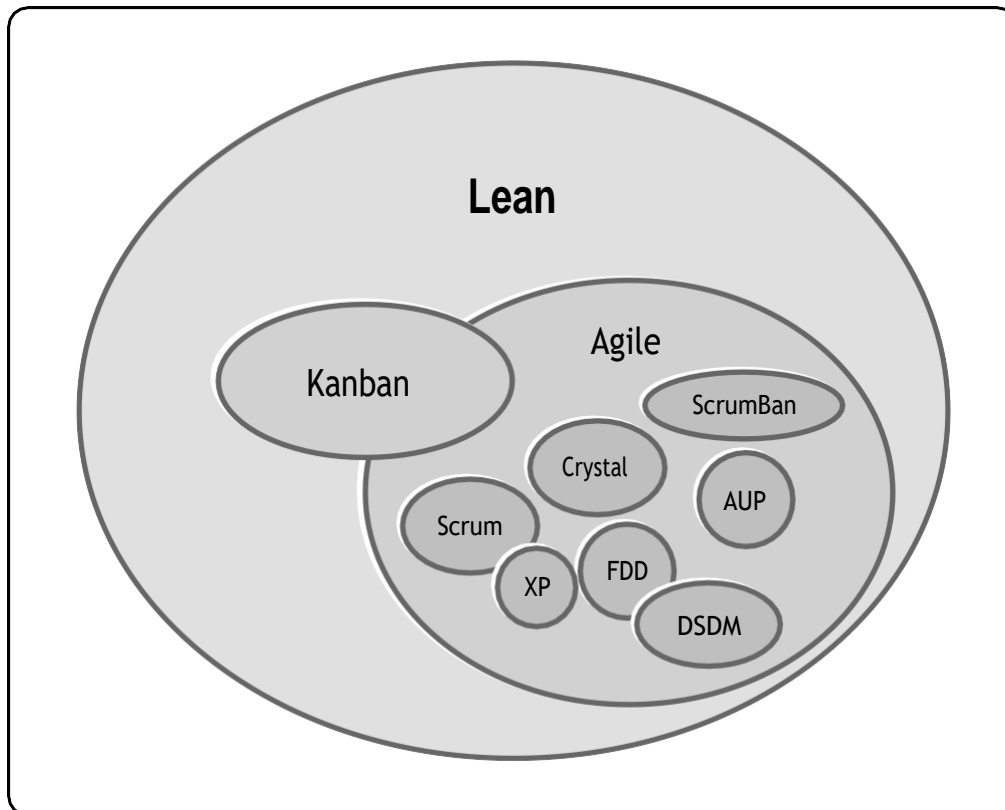 Lean
Agile
Kanban
ScrumBan
Crystal
AUP
Scrum
FDD
XP
DSDM